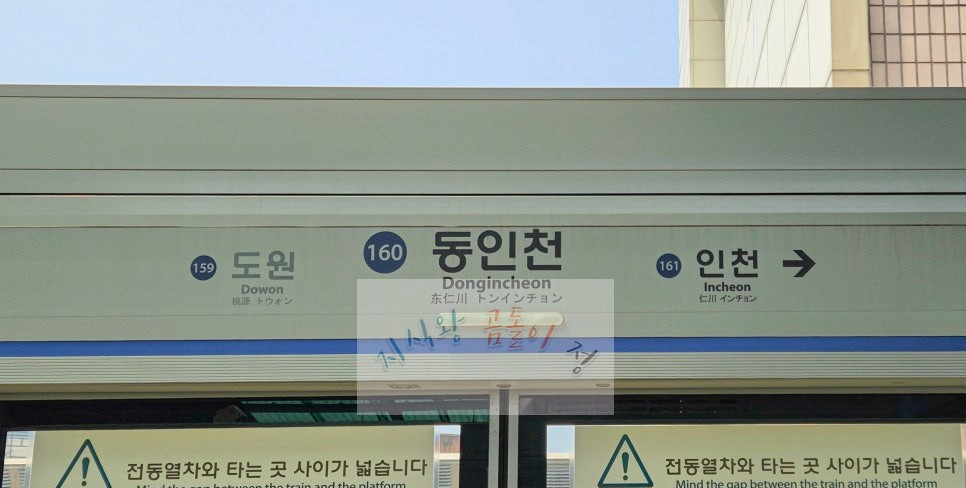 159 도원
Dowon
桃源 トウォン
160 동인천
Dongincheon
东仁川 トンインチョン
161 인천 →
Incheon
仁川 インチョン
지식왕 곰돌이 정
전동열차와 타는 곳 사이가 넓습니다
Mind the gap between the train and the platform
전동열차와 타는 곳 사이가 넓습니다
Mind the gap between the train and the platform